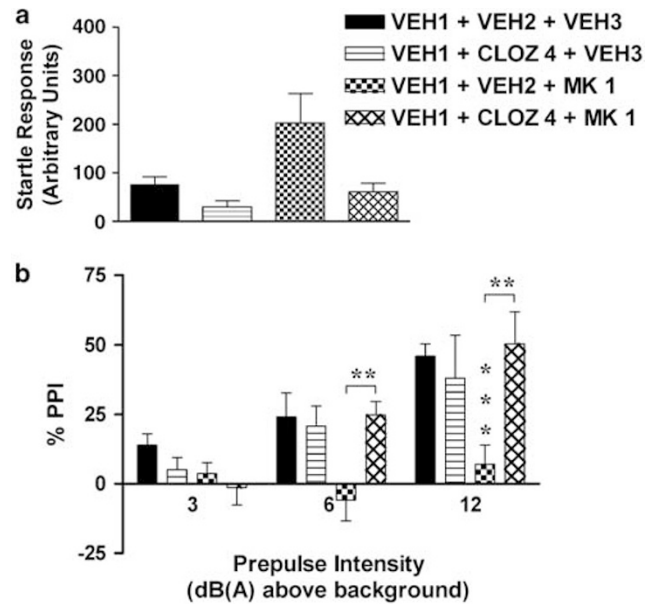 a
VEH1 + VEH2 + VEH3
VEH1 + CLOZ 4 + VEH3
VEH1 + VEH2 + MK 1
VEH1 + CLOZ 4 + MK 1
Startle Response
(Arbitrary Units)
400
300
200
100
0
b
% PPI
75
50
25
0
-25
**
**
*
*
*
3
6
12
Prepulse Intensity
(dB(A) above background)